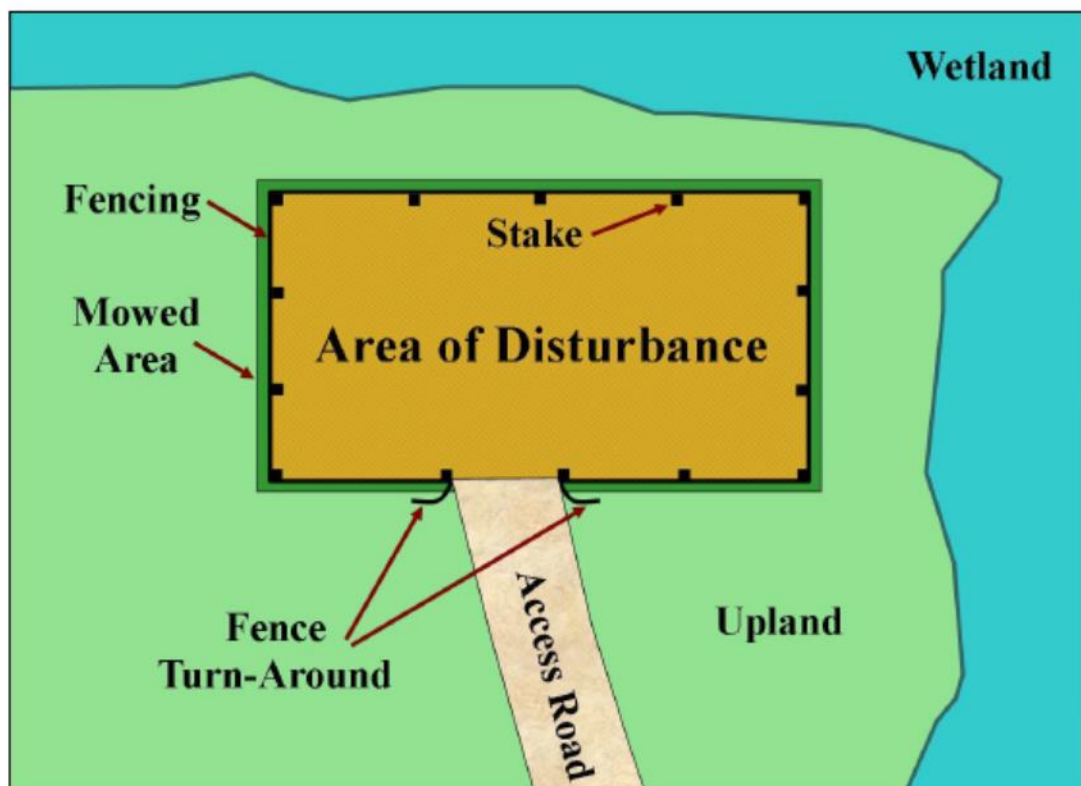 Wetland
Fencing
Stake
Mowed
Area
Area of Disturbance
Fence
Turn-Around
Access Road
Upland